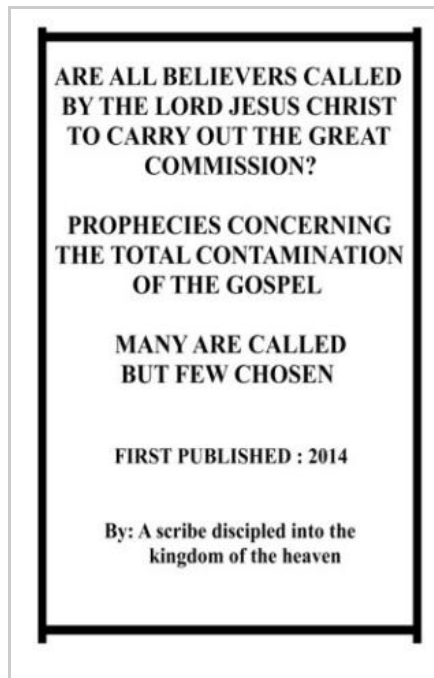 ARE ALL BELIEVERS CALLED
BY THE LORD JESUS CHRIST
TO CARRY OUT THE GREAT
COMMISSION?
PROPHECIES CONCERNING
THE TOTAL CONTAMINATION
OF THE GOSPEL
MANY ARE CALLED
BUT FEW CHOSEN
FIRST PUBLISHED : 2014
By: A scribe discipled into the
kingdom of the heaven